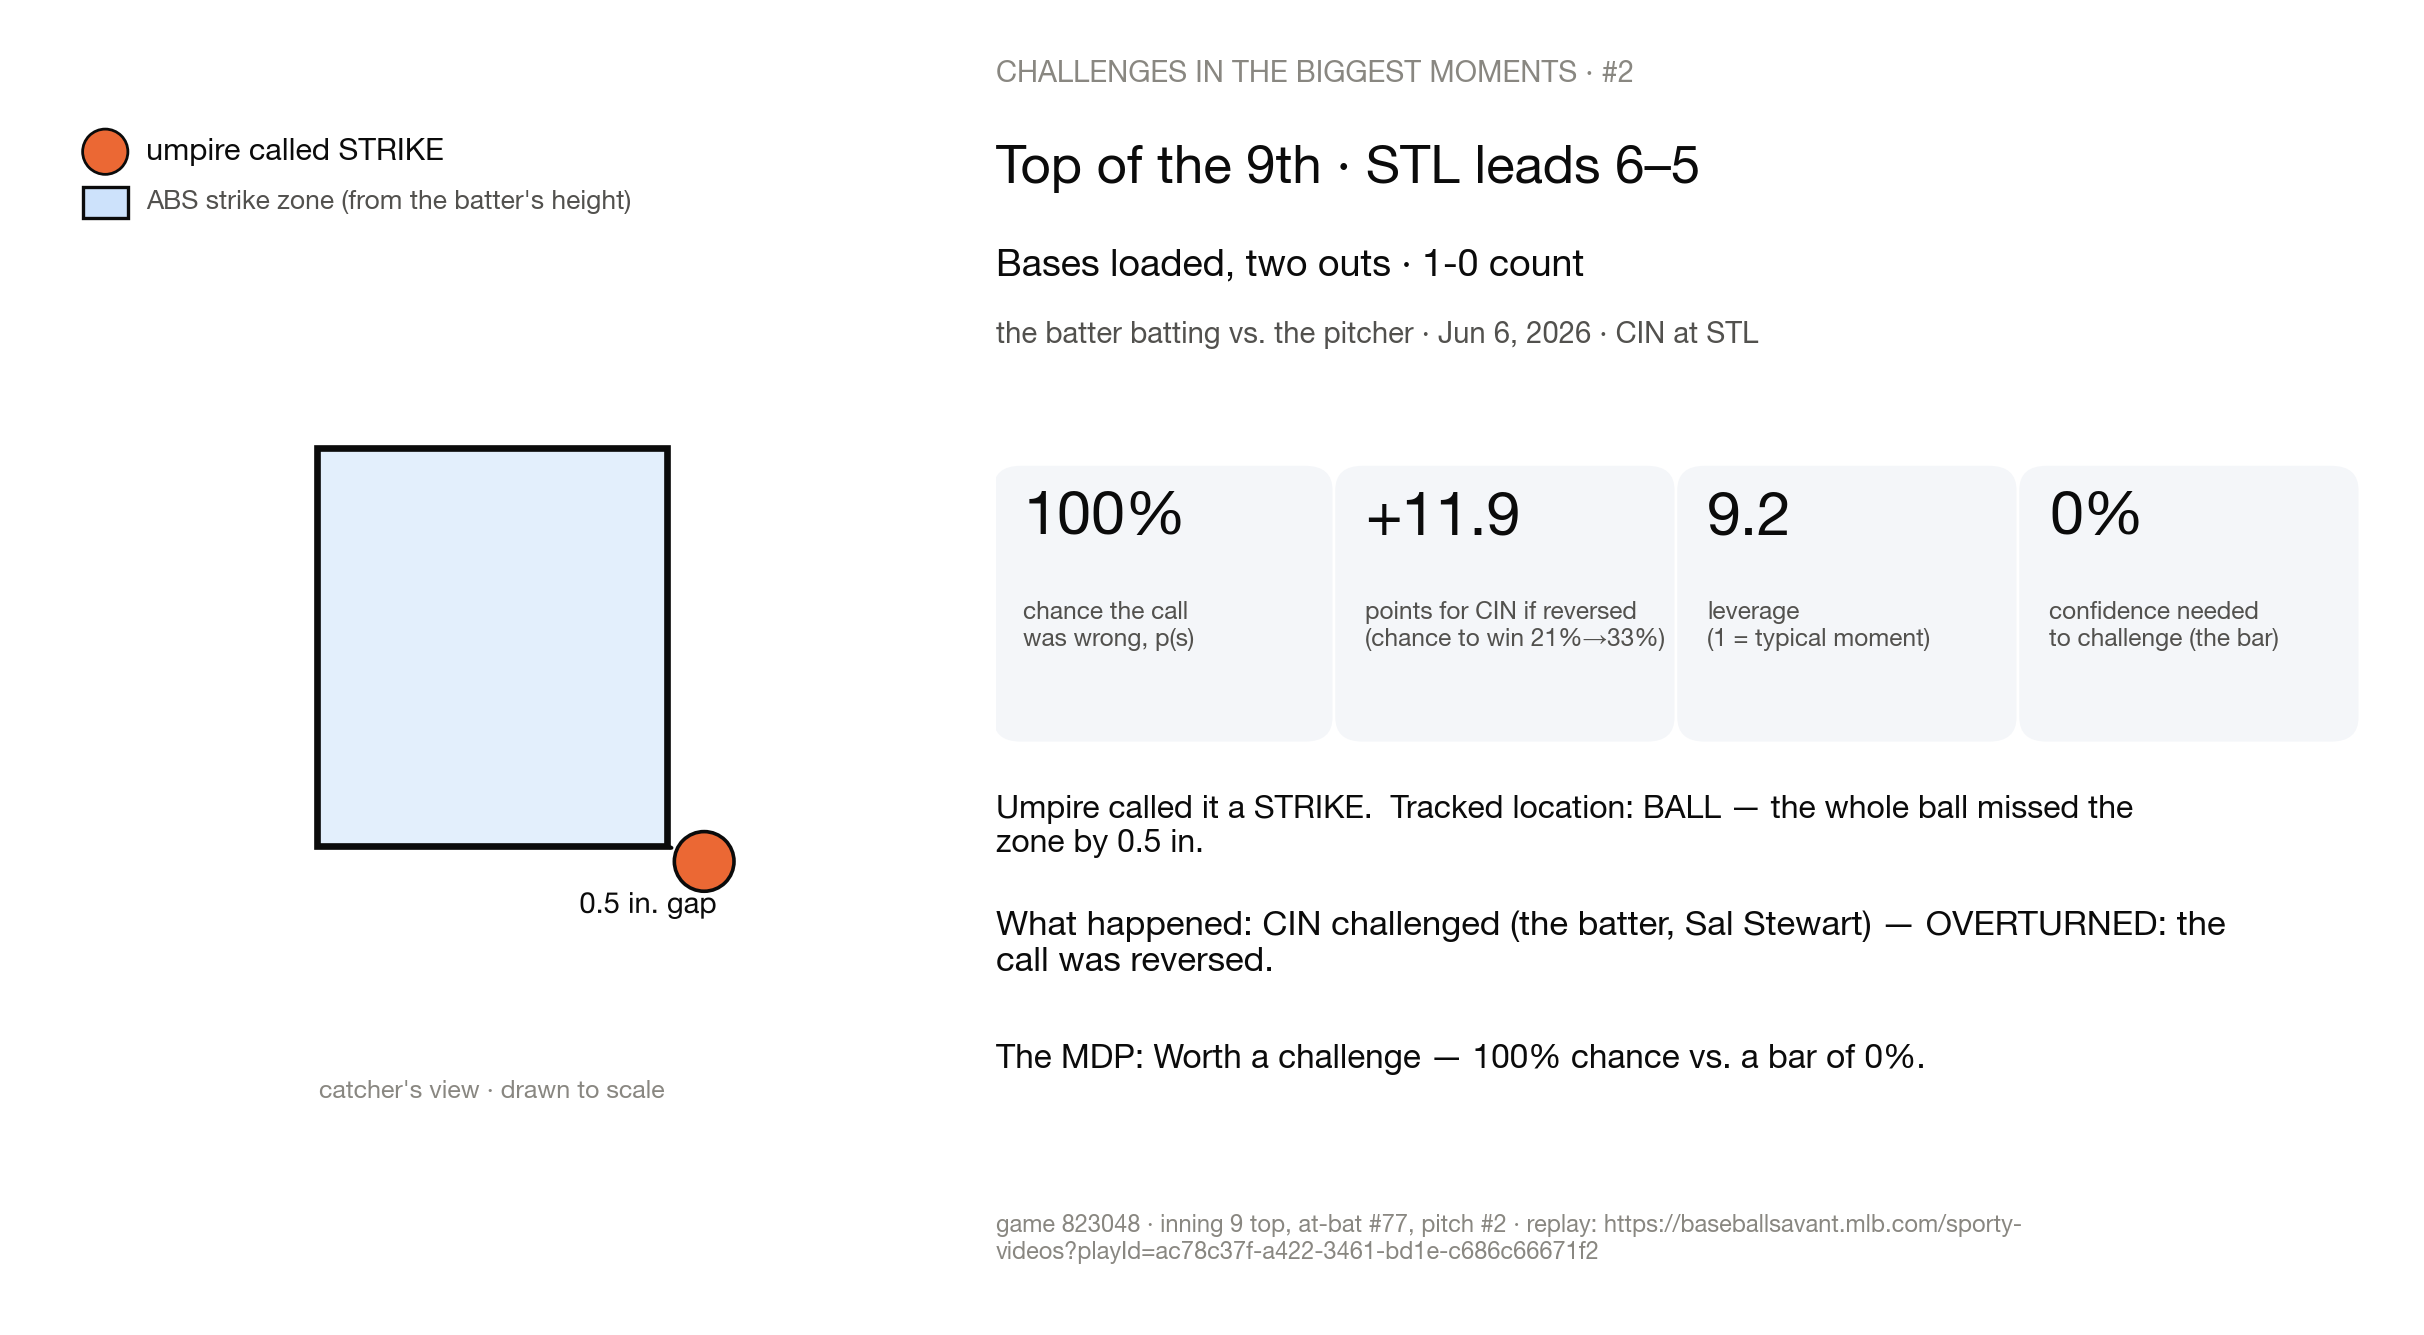 CHALLENGES IN THE BIGGEST MOMENTS · #2
umpire called STRIKE
ABS strike zone (from the batter's height)
Top of the 9th · STL leads 6–5
Bases loaded, two outs · 1-0 count
the batter batting vs. the pitcher · Jun 6, 2026 · CIN at STL
100%
chance the call
was wrong, p(s)
+11.9
points for CIN if reversed
(chance to win 21%→33%)
9.2
leverage
(1 = typical moment)
0%
confidence needed
to challenge (the bar)
0.5 in. gap
catcher's view · drawn to scale
Umpire called it a STRIKE.  Tracked location: BALL — the whole ball missed the
zone by 0.5 in.
What happened: CIN challenged (the batter, Sal Stewart) — OVERTURNED: the
call was reversed.
The MDP: Worth a challenge — 100% chance vs. a bar of 0%.
game 823048 · inning 9 top, at-bat #77, pitch #2 · replay: https://baseballsavant.mlb.com/sporty-
videos?playId=ac78c37f-a422-3461-bd1e-c686c66671f2